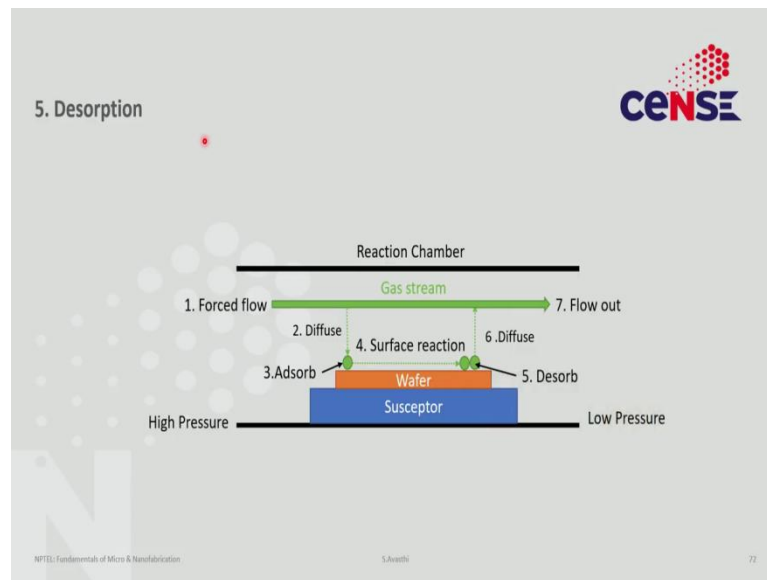 5. Desorption
CeNSE
Reaction Chamber
Gas stream
1. Forced flow
7. Flow out
2. Diffuse
6 .Diffuse
4. Surface reaction
3.Adsorb
5. Desorb
Wafer
Susceptor
High Pressure
Low Pressure
NPTEL: Fundamentals of Micro & Nanofabrication
S.Avanthi
72